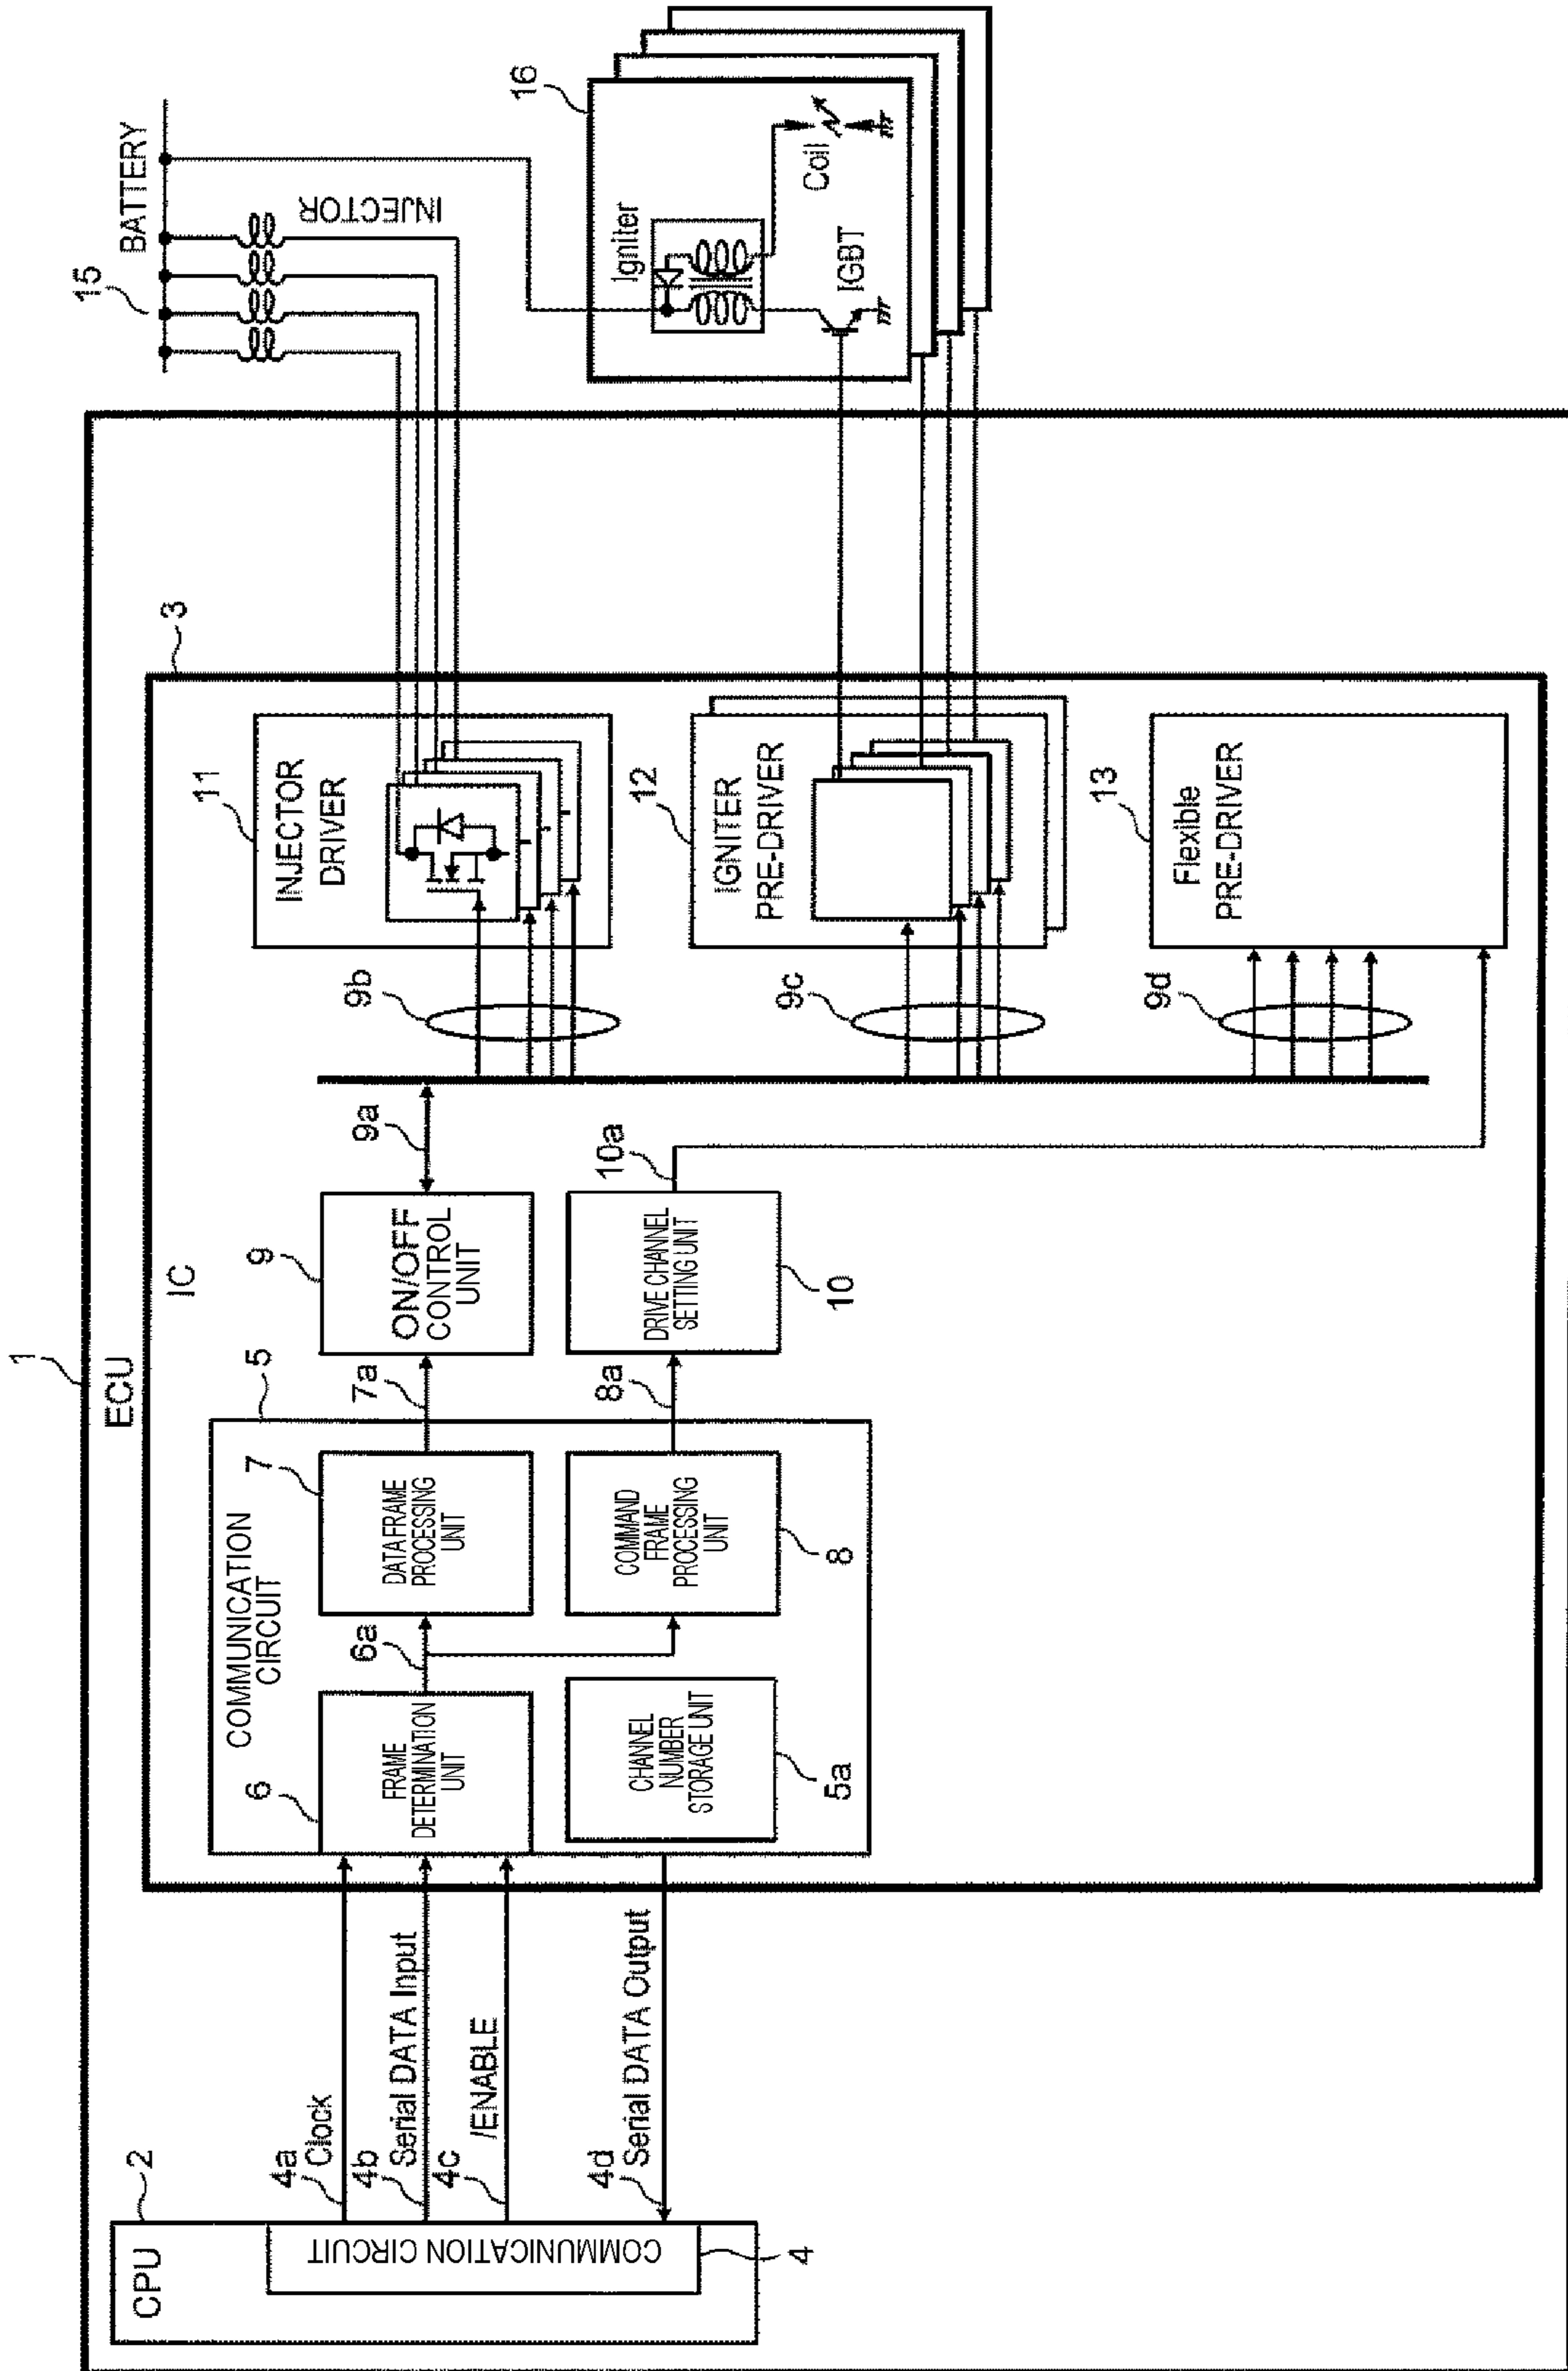 1
ECU
2
CPU
COMMUNICATION CIRCUIT
4
4a
Clock
4b
Serial DATA Input
4c
/ENABLE
4d
Serial DATA Output
3
IC
5
COMMUNICATION
CIRCUIT
6
FRAME
DETERMINATION
UNIT
6a
7
DATA FRAME
PROCESSING
UNIT
7a
CHANNEL
NUMBER
STORAGE UNIT
5a
COMMAND
FRAME
PROCESSING
UNIT
8
8a
9
ON/OFF
CONTROL
UNIT
9a
DRIVE CHANNEL
SETTING UNIT
10
10a
9b
9c
9d
11
INJECTOR
DRIVER
12
IGNITER
PRE-DRIVER
13
Flexible
PRE-DRIVER
15
BATTERY
INJECTOR
16
Igniter
Coil
IGBT